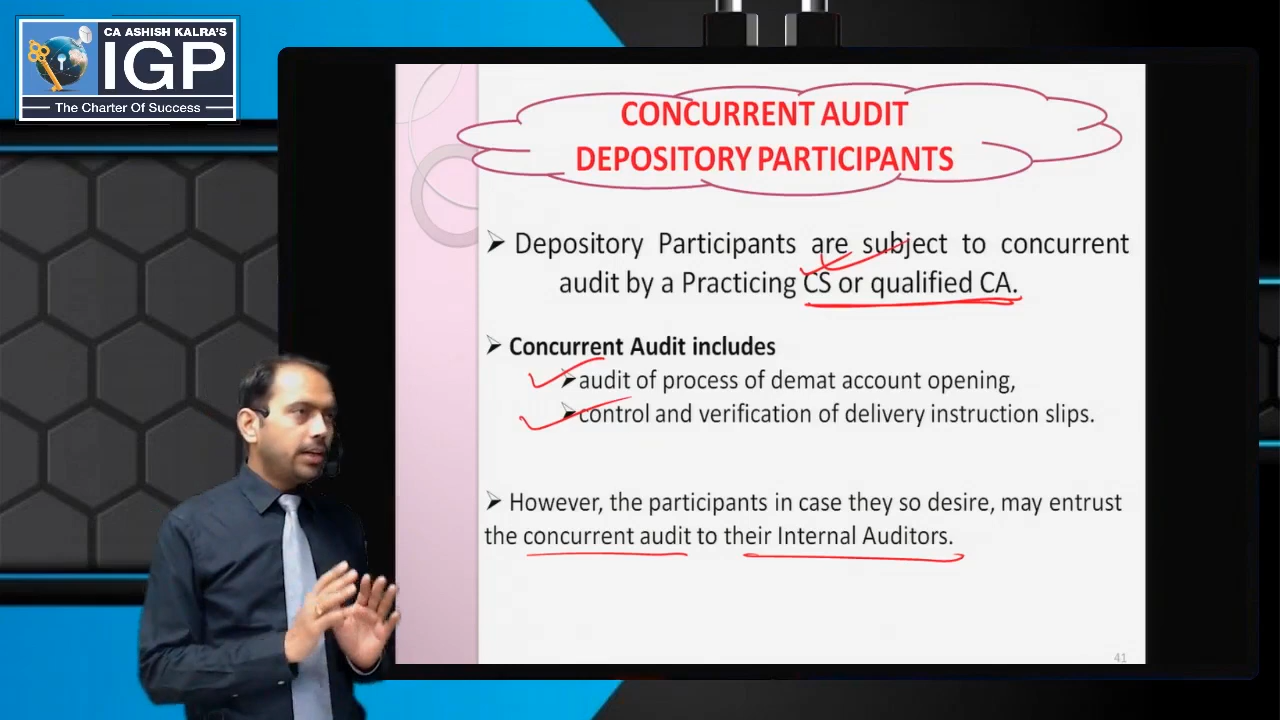 CA ASHISH KALRA'S
IGP
The Charter Of Success
CONCURRENT AUDIT
DEPOSITORY PARTICIPANTS
Depository Participants are subject to concurrent
audit by a Practicing CS or qualified CA.
Concurrent Audit includes
audit of process of demat account opening,
control and verification of delivery instruction slips.
However, the participants in case they so desire, may entrust
the concurrent audit to their Internal Auditors.
41